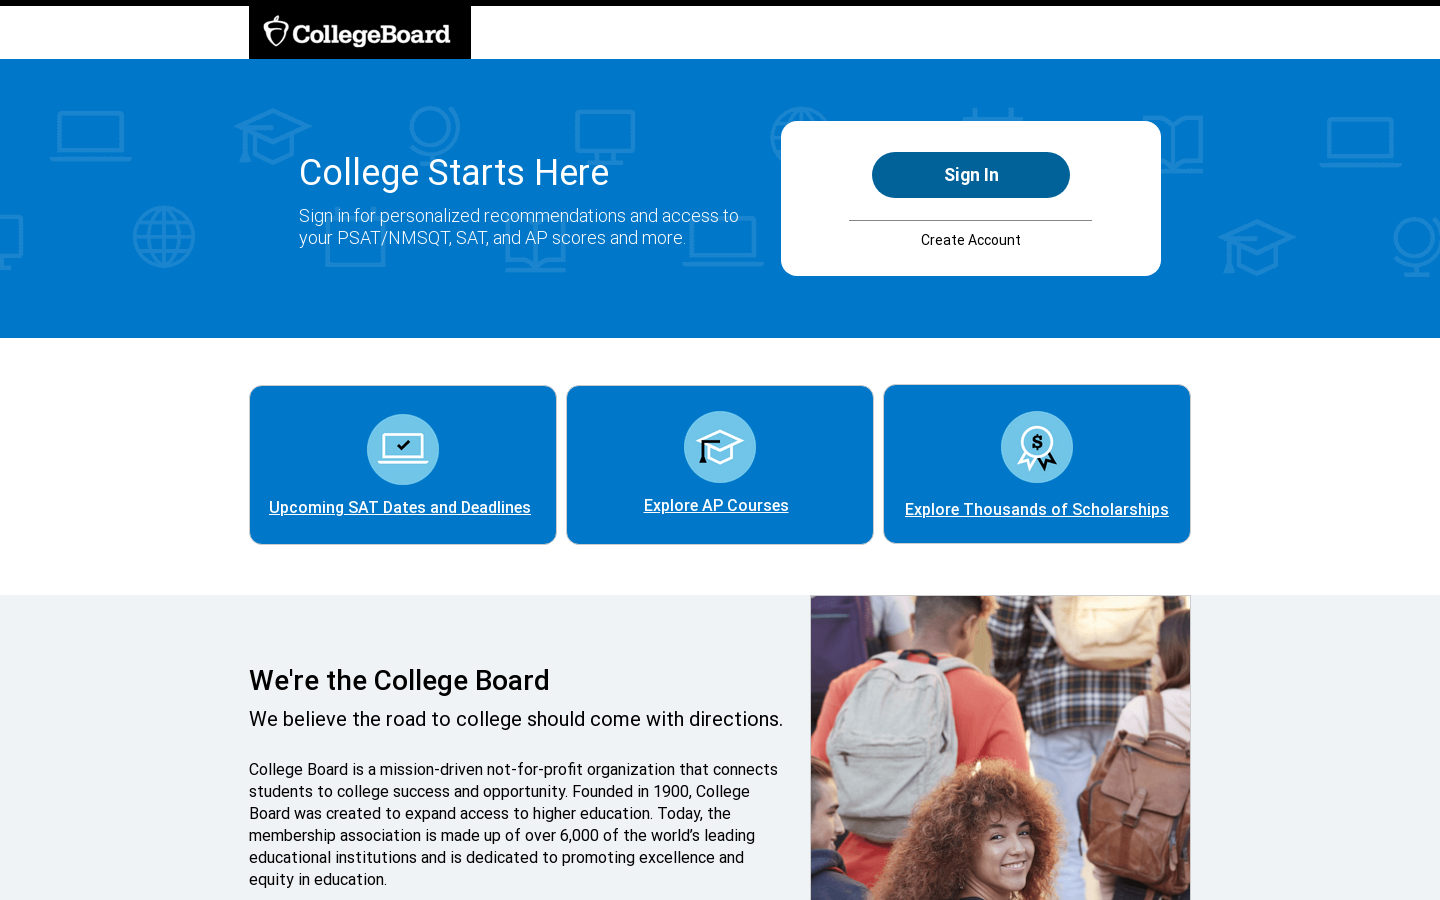 CollegeBoard
College Starts Here
Sign in for personalized recommendations and access to
your PSAT/NMSQT, SAT, and AP scores and more.
Sign In
Create Account
Upcoming SAT Dates and Deadlines
Explore AP Courses
$
Explore Thousands of Scholarships
We're the College Board
We believe the road to college should come with directions.
College Board is a mission-driven not-for-profit organization that connects
students to college success and opportunity. Founded in 1900, College
Board was created to expand access to higher education. Today, the
membership association is made up of over 6,000 of the world’s leading
educational institutions and is dedicated to promoting excellence and
equity in education.